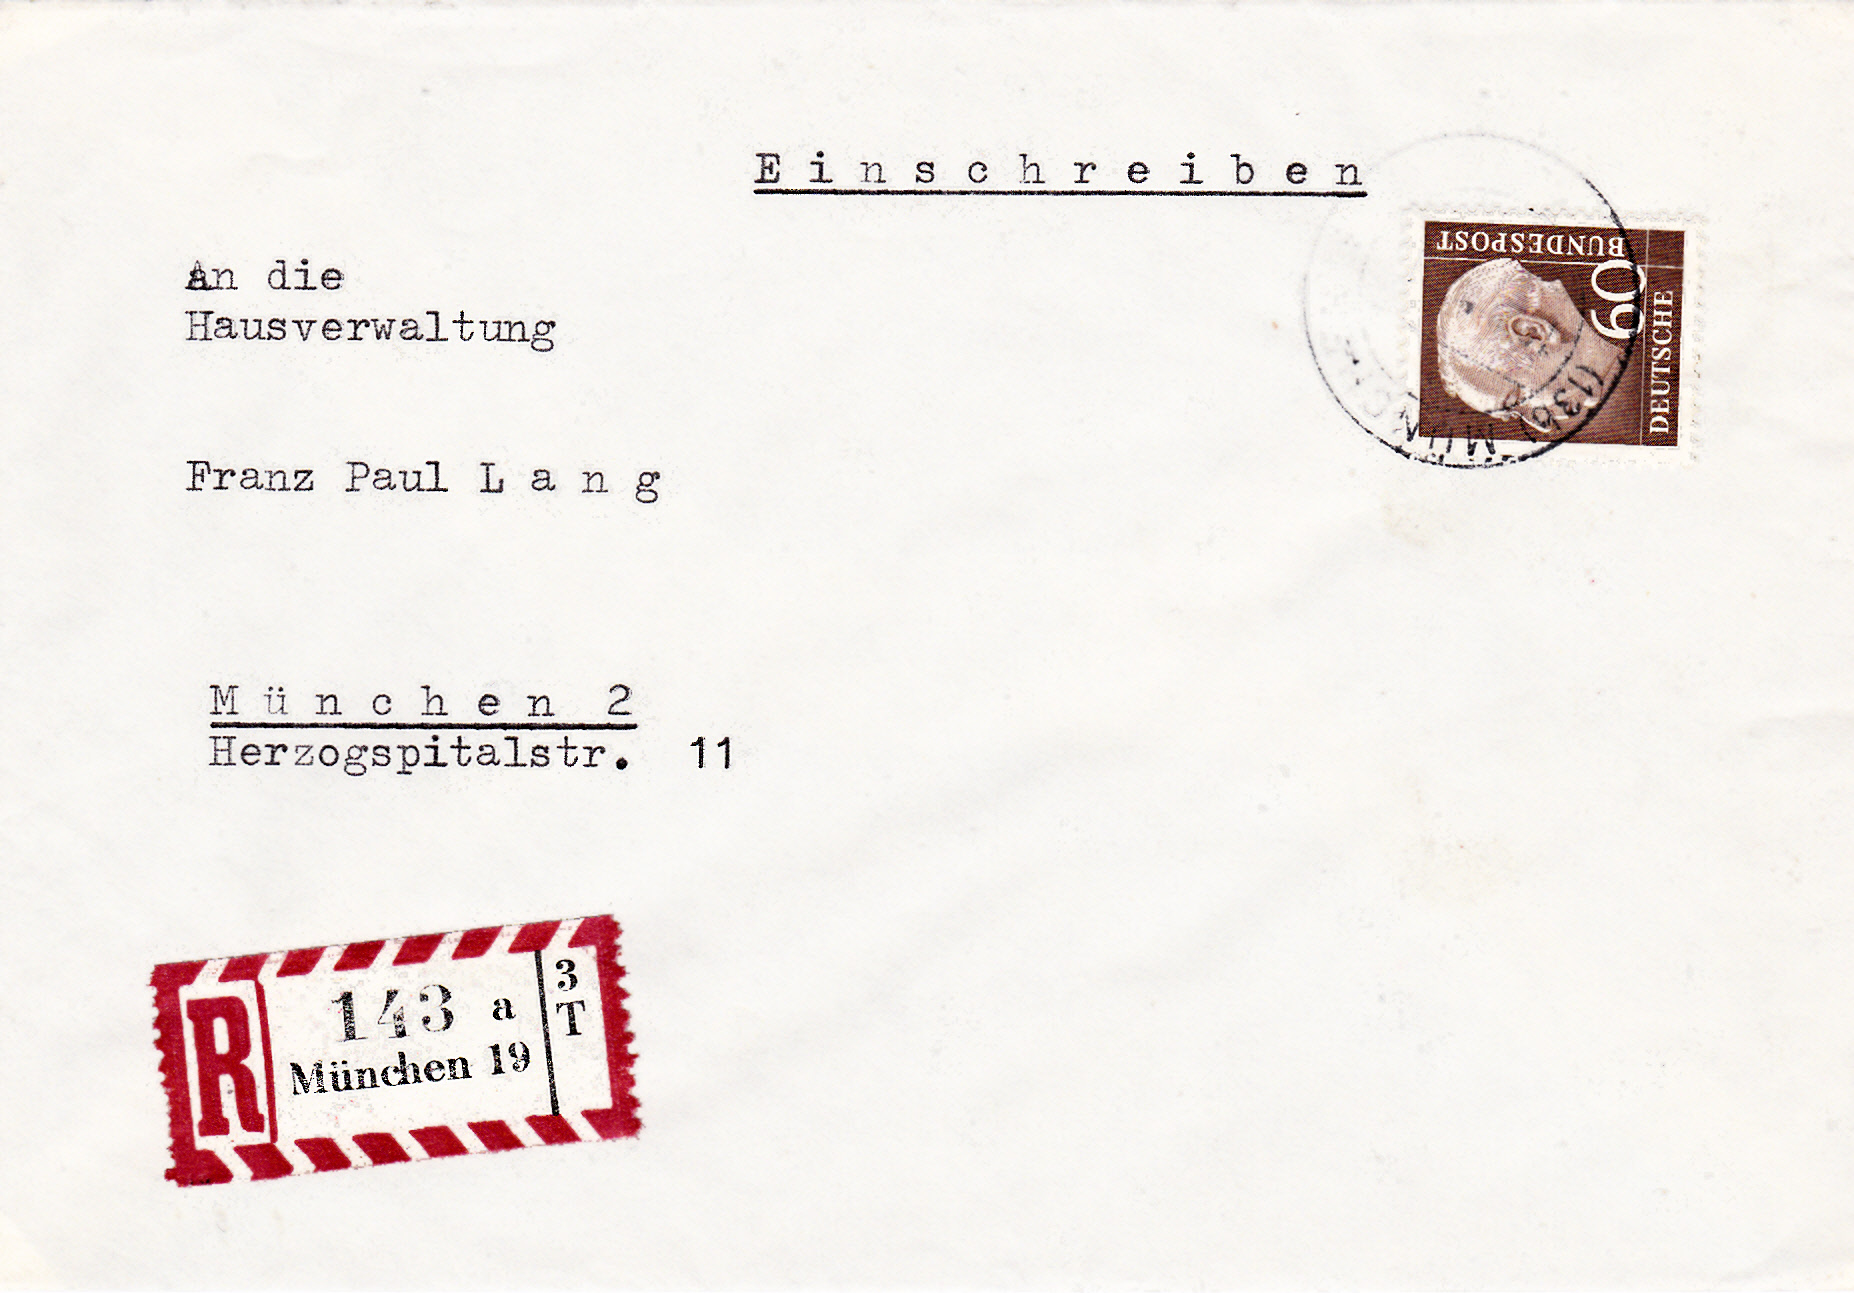 E i n s c h r e i b e n
An die
Hausverwaltung
Franz Paul L a n g
M ü n c h e n 2
Herzogspitalstr. 11
DEUTSCHE
BUNDESPOST
60
R
143 a
München 19
3
T